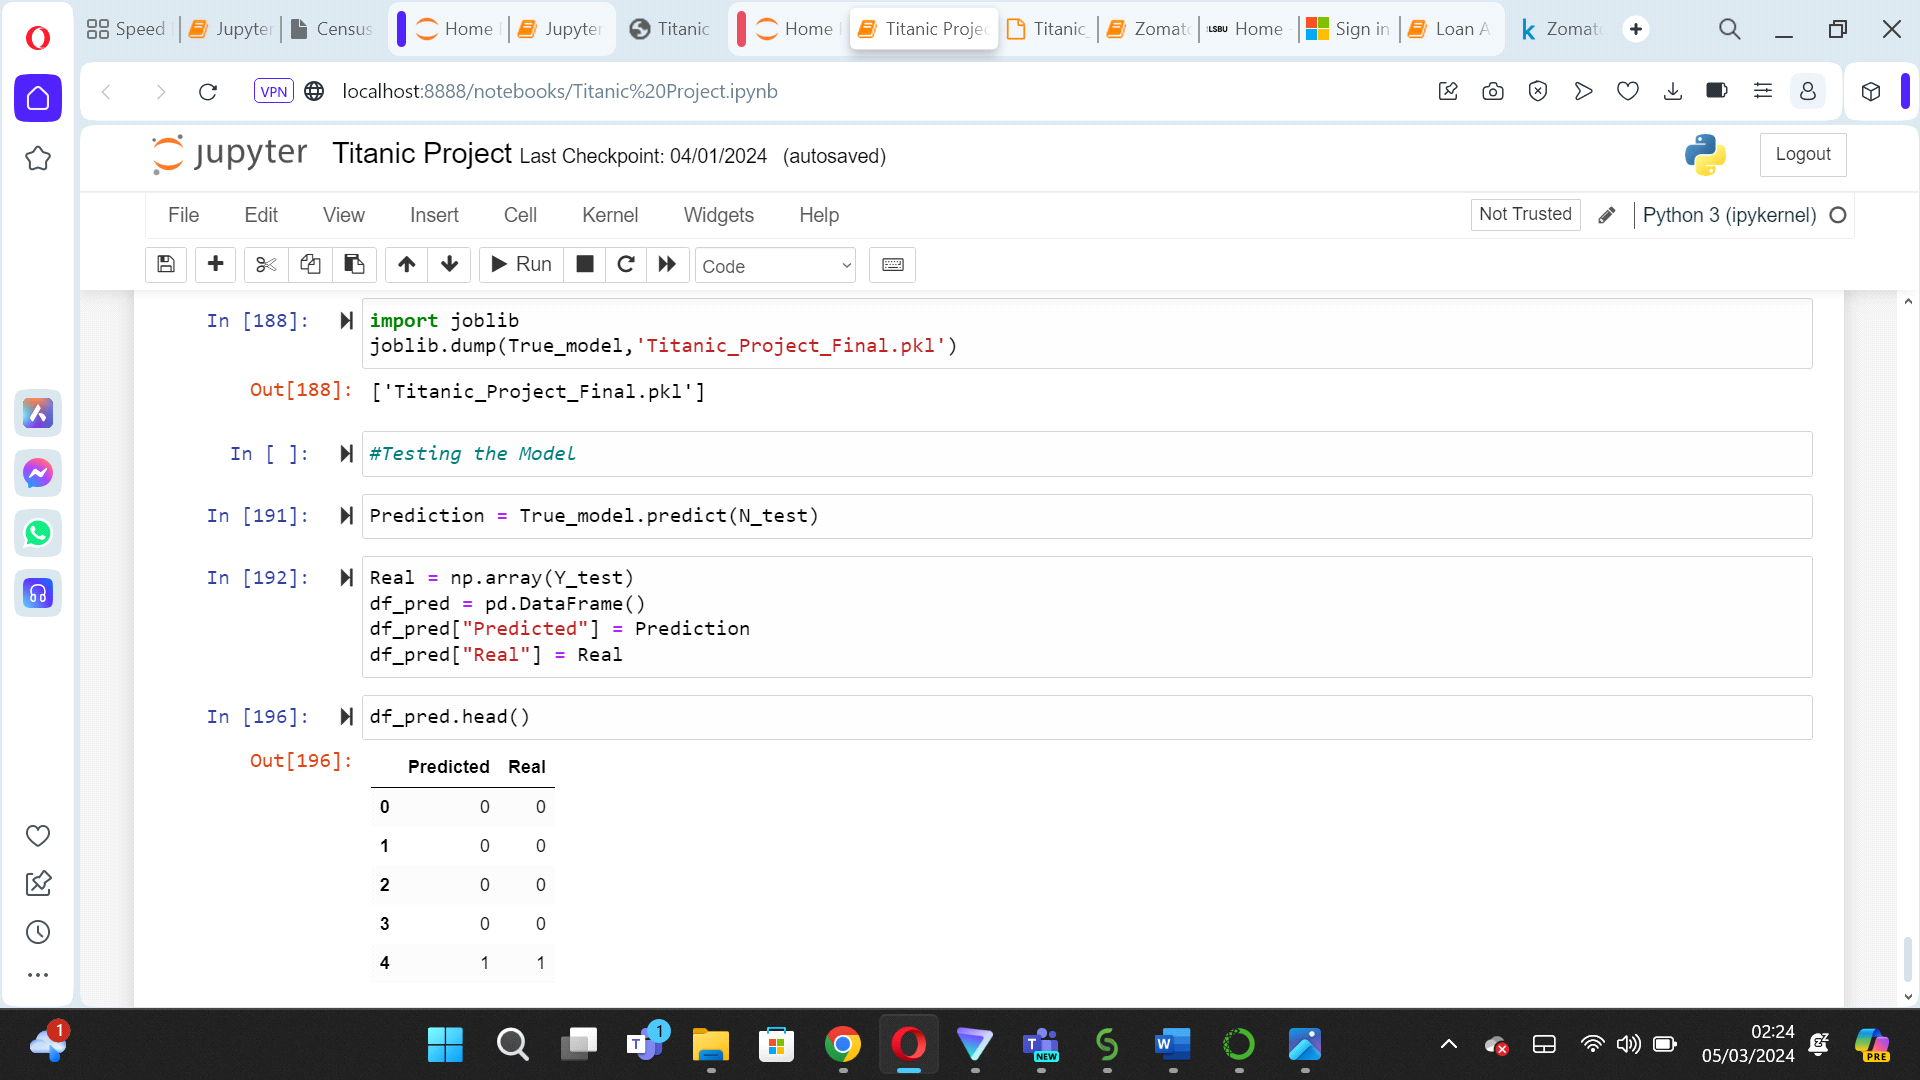 Speed
Jupyter
Census
Home
Jupyter
Titanic
Home
Titanic Projec
Titanic_
Zomato
LSBU Home
Sign in
Loan A
Zomato
VPN localhost:8888/notebooks/Titanic%20Project.ipynb
jupyter Titanic Project Last Checkpoint: 04/01/2024 (autosaved)
Logout
File Edit View Insert Cell Kernel Widgets Help
Not Trusted Python 3 (ipykernel)
Run Code
In [188]: import joblib
joblib.dump(True_model,'Titanic_Project_Final.pkl')
Out[188]: ['Titanic_Project_Final.pkl']
In [ ]: #Testing the Model
In [191]: Prediction = True_model.predict(N_test)
In [192]: Real = np.array(Y_test)
df_pred = pd.DataFrame()
df_pred["Predicted"] = Prediction
df_pred["Real"] = Real
In [196]: df_pred.head()
Out[196]:
Predicted Real
0 0 0
1 0 0
2 0 0
3 0 0
4 1 1
1
T 1
NEW
W
02:24
05/03/2024
PRE